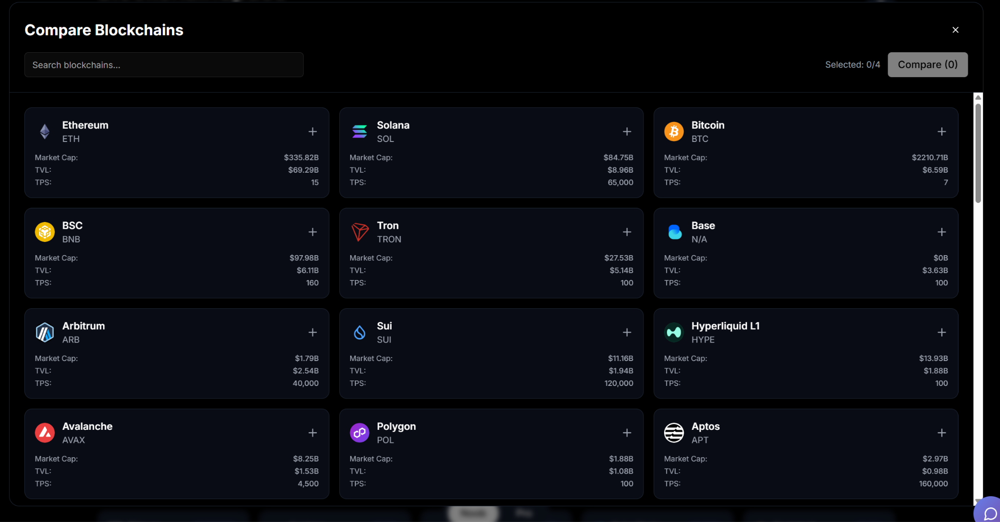 Compare Blockchains
Search blockchains...
Selected: 0/4
Compare (0)
Ethereum
ETH
Market Cap: $335.82B
TVL: $69.29B
TPS: 15
Solana
SOL
Market Cap: $84.75B
TVL: $8.96B
TPS: 65,000
Bitcoin
BTC
Market Cap: $2210.71B
TVL: $6.59B
TPS: 7
BSC
BNB
Market Cap: $97.98B
TVL: $6.11B
TPS: 160
Tron
TRON
Market Cap: $27.53B
TVL: $5.14B
TPS: 100
Base
N/A
Market Cap: $0B
TVL: $3.63B
TPS: 100
Arbitrum
ARB
Market Cap: $1.79B
TVL: $2.54B
TPS: 40,000
Sui
SUI
Market Cap: $11.16B
TVL: $1.94B
TPS: 120,000
Hyperliquid L1
HYPE
Market Cap: $13.93B
TVL: $1.88B
TPS: 100
Avalanche
AVAX
Market Cap: $8.25B
TVL: $1.53B
TPS: 4,500
Polygon
POL
Market Cap: $1.88B
TVL: $1.08B
TPS: 100
Aptos
APT
Market Cap: $2.97B
TVL: $0.98B
TPS: 160,000